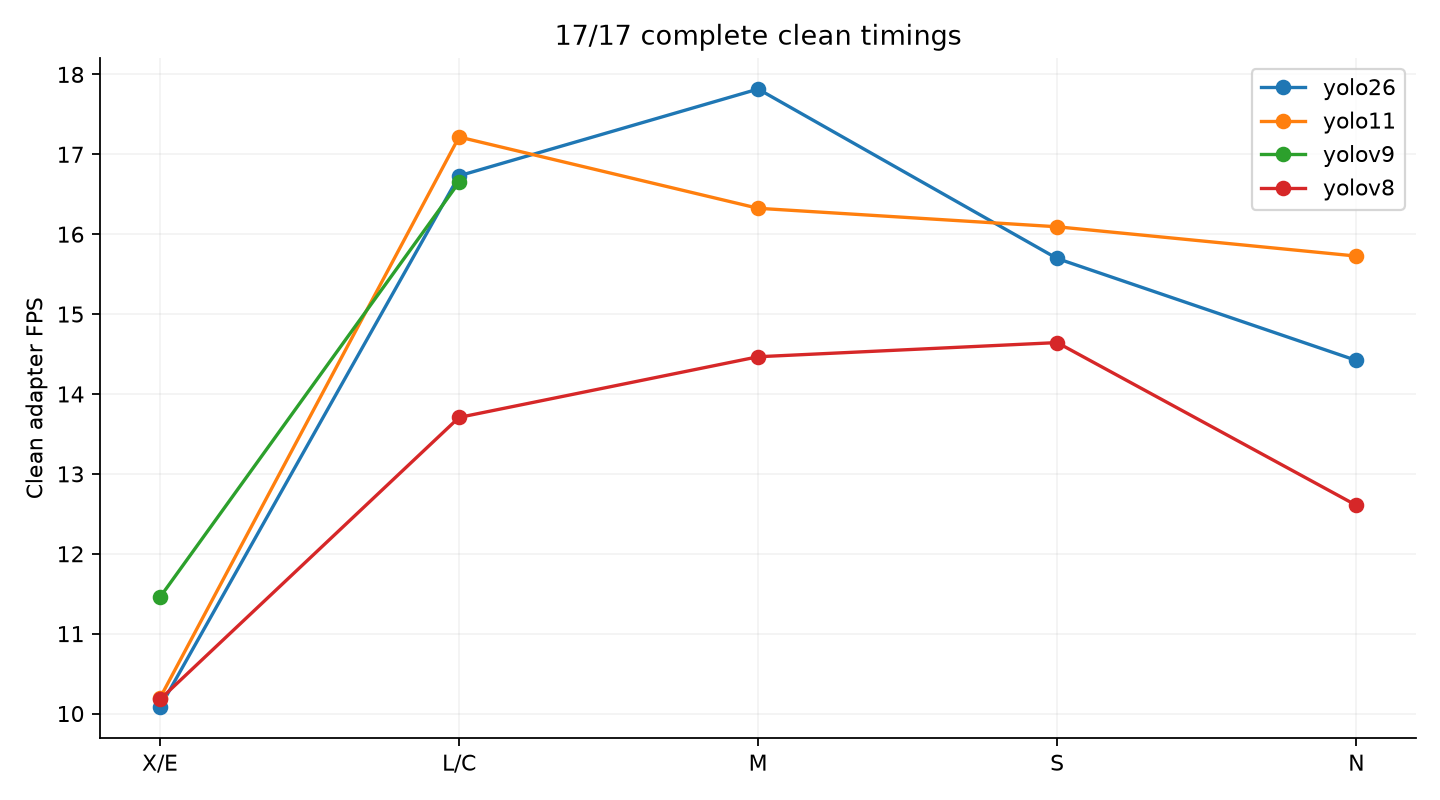 17/17 complete clean timings
yolo26
yolo11
yolov9
yolov8
Clean adapter FPS
18
17
16
15
14
13
12
11
10
X/E
L/C
M
S
N